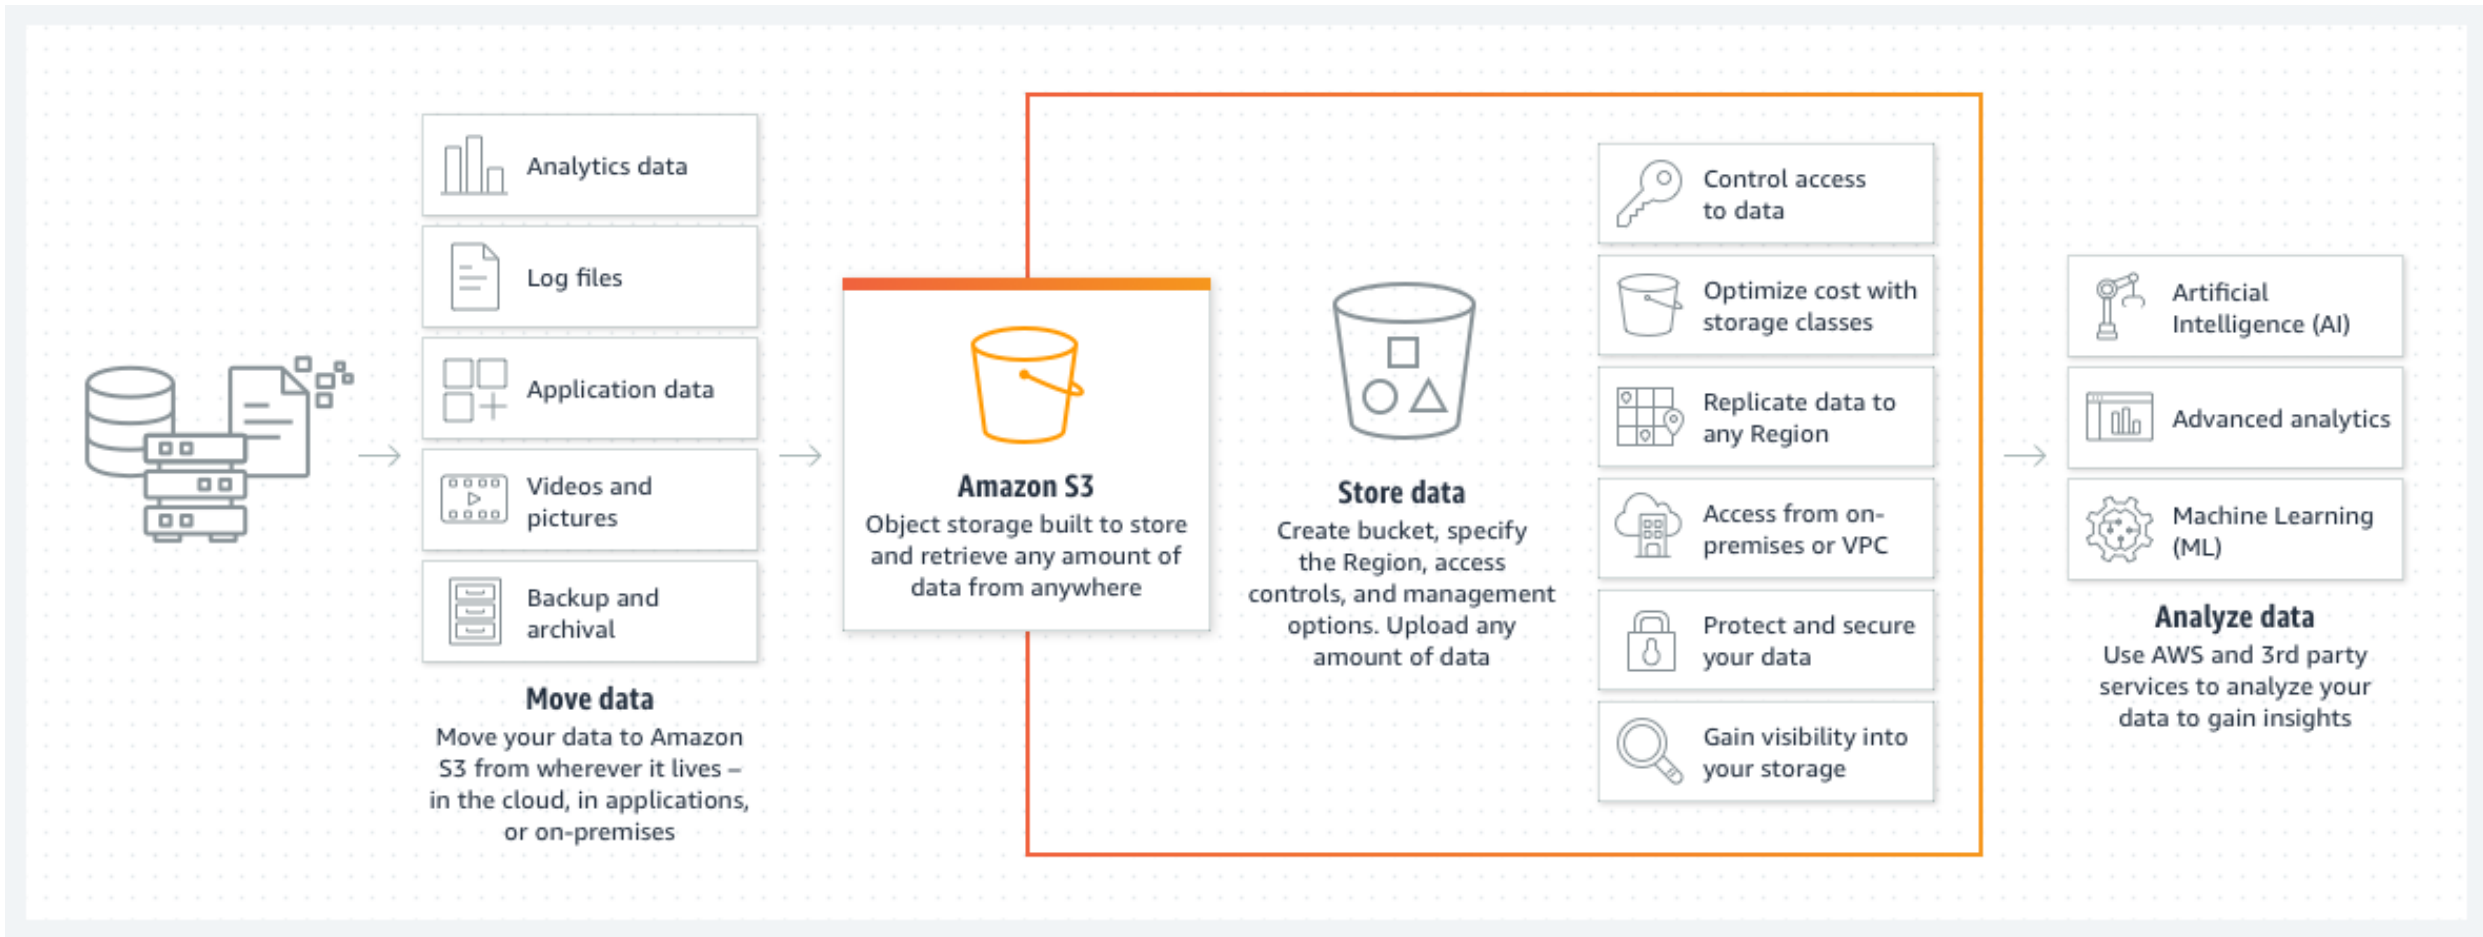 Analytics data
Log files
Application data
Videos and
pictures
Backup and
archival
Move data
Move your data to Amazon
S3 from wherever it lives –
in the cloud, in applications,
or on-premises
Amazon S3
Object storage built to store
and retrieve any amount of
data from anywhere
Store data
Create bucket, specify
the Region, access
controls, and management
options. Upload any
amount of data
Control access
to data
Optimize cost with
storage classes
Replicate data to
any Region
Access from on-
premises or VPC
Protect and secure
your data
Gain visibility into
your storage
Artificial
Intelligence (AI)
Advanced analytics
Machine Learning
(ML)
Analyze data
Use AWS and 3rd party
services to analyze your
data to gain insights